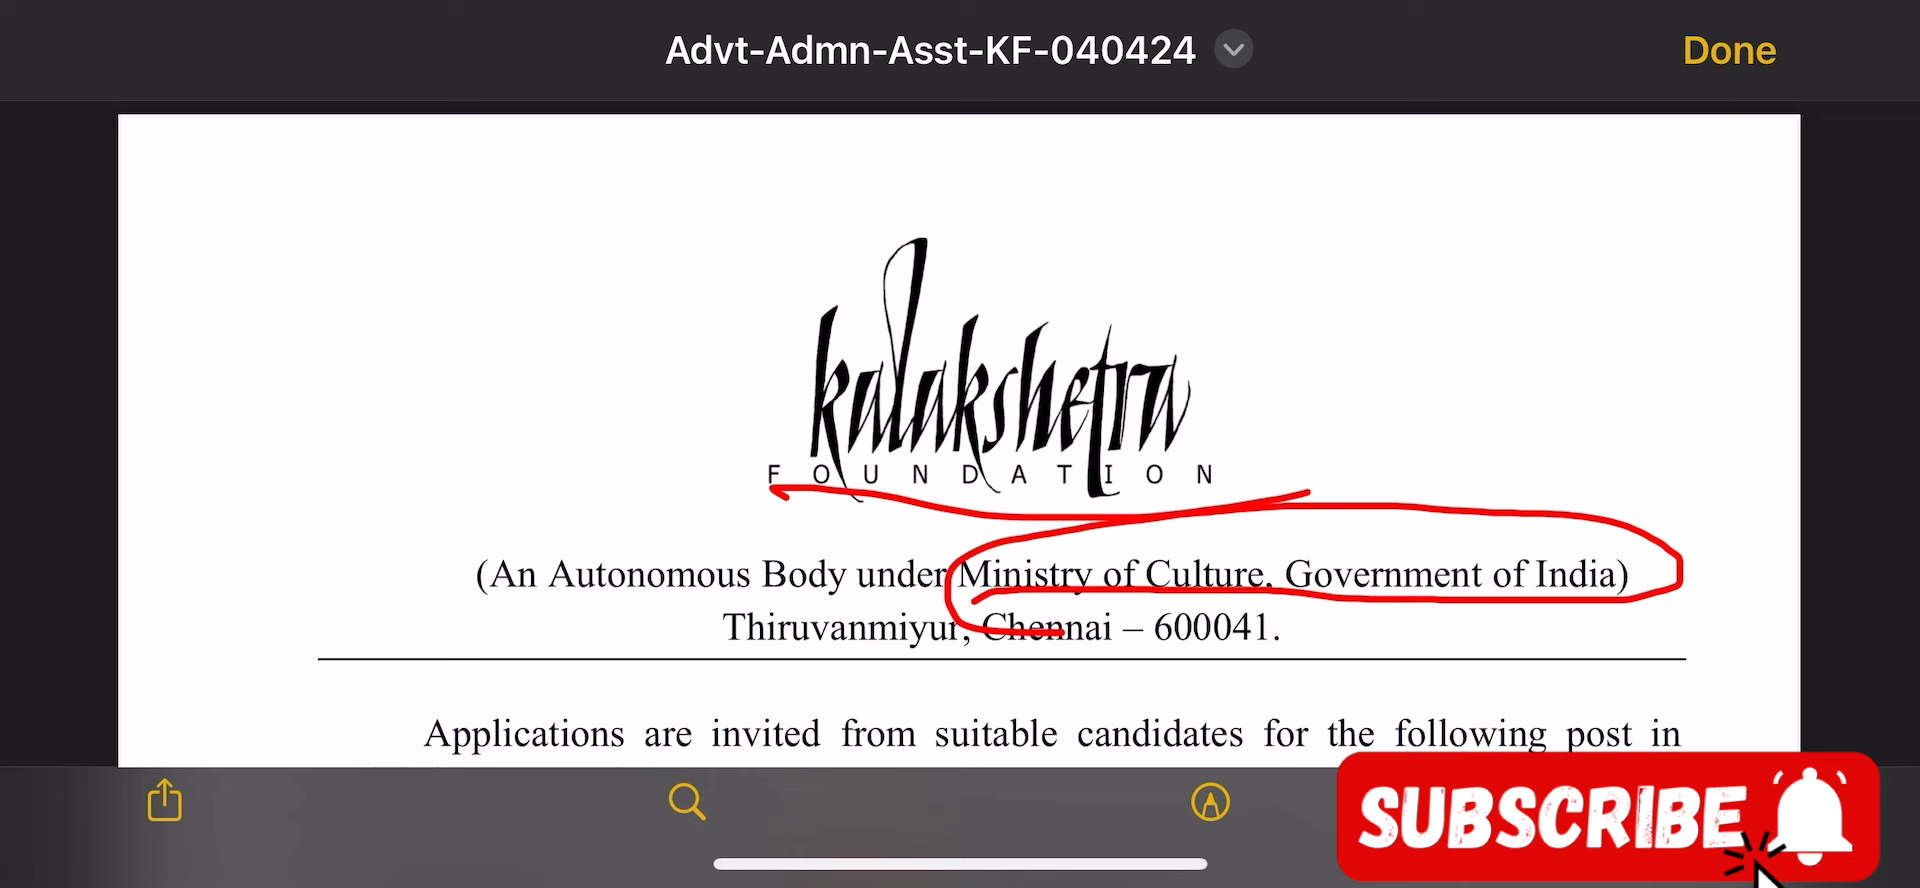 Advt-Admn-Asst-KF-040424
Done
kalakshetra
FOUNDATION
(An Autonomous Body under Ministry of Culture, Government of India)
Thiruvanmiyur, Chennai – 600041.
Applications are invited from suitable candidates for the following post in
SUBSCRIBE